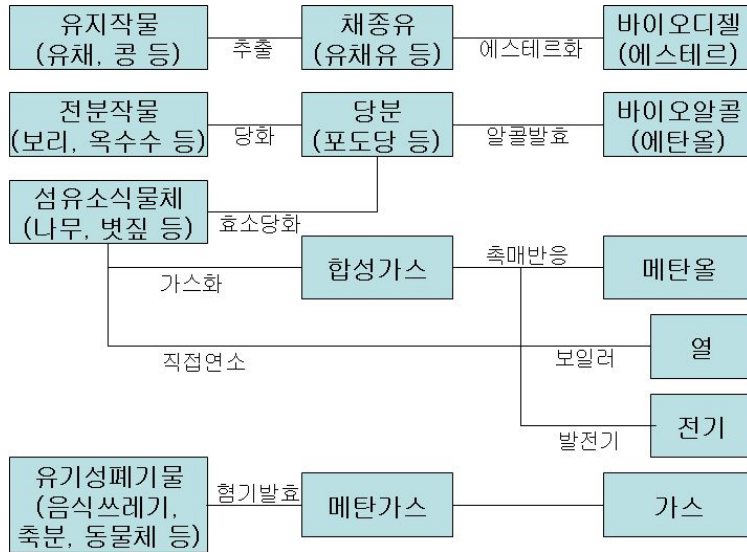 유지작물
(유채, 콩 등)
추출
채종유
(유채유 등)
에스테르화
바이오디젤
(에스테르)
전분작물
(보리, 옥수수 등)
당화
당분
(포도당 등)
알콜발효
바이오알콜
(에탄올)
섬유소식물체
(나무, 볏짚 등)
효소당화
가스화
합성가스
촉매반응
메탄올
직접연소
보일러
열
발전기
전기
유기성폐기물
(음식쓰레기,
축분, 동물체 등)
혐기발효
메탄가스
가스